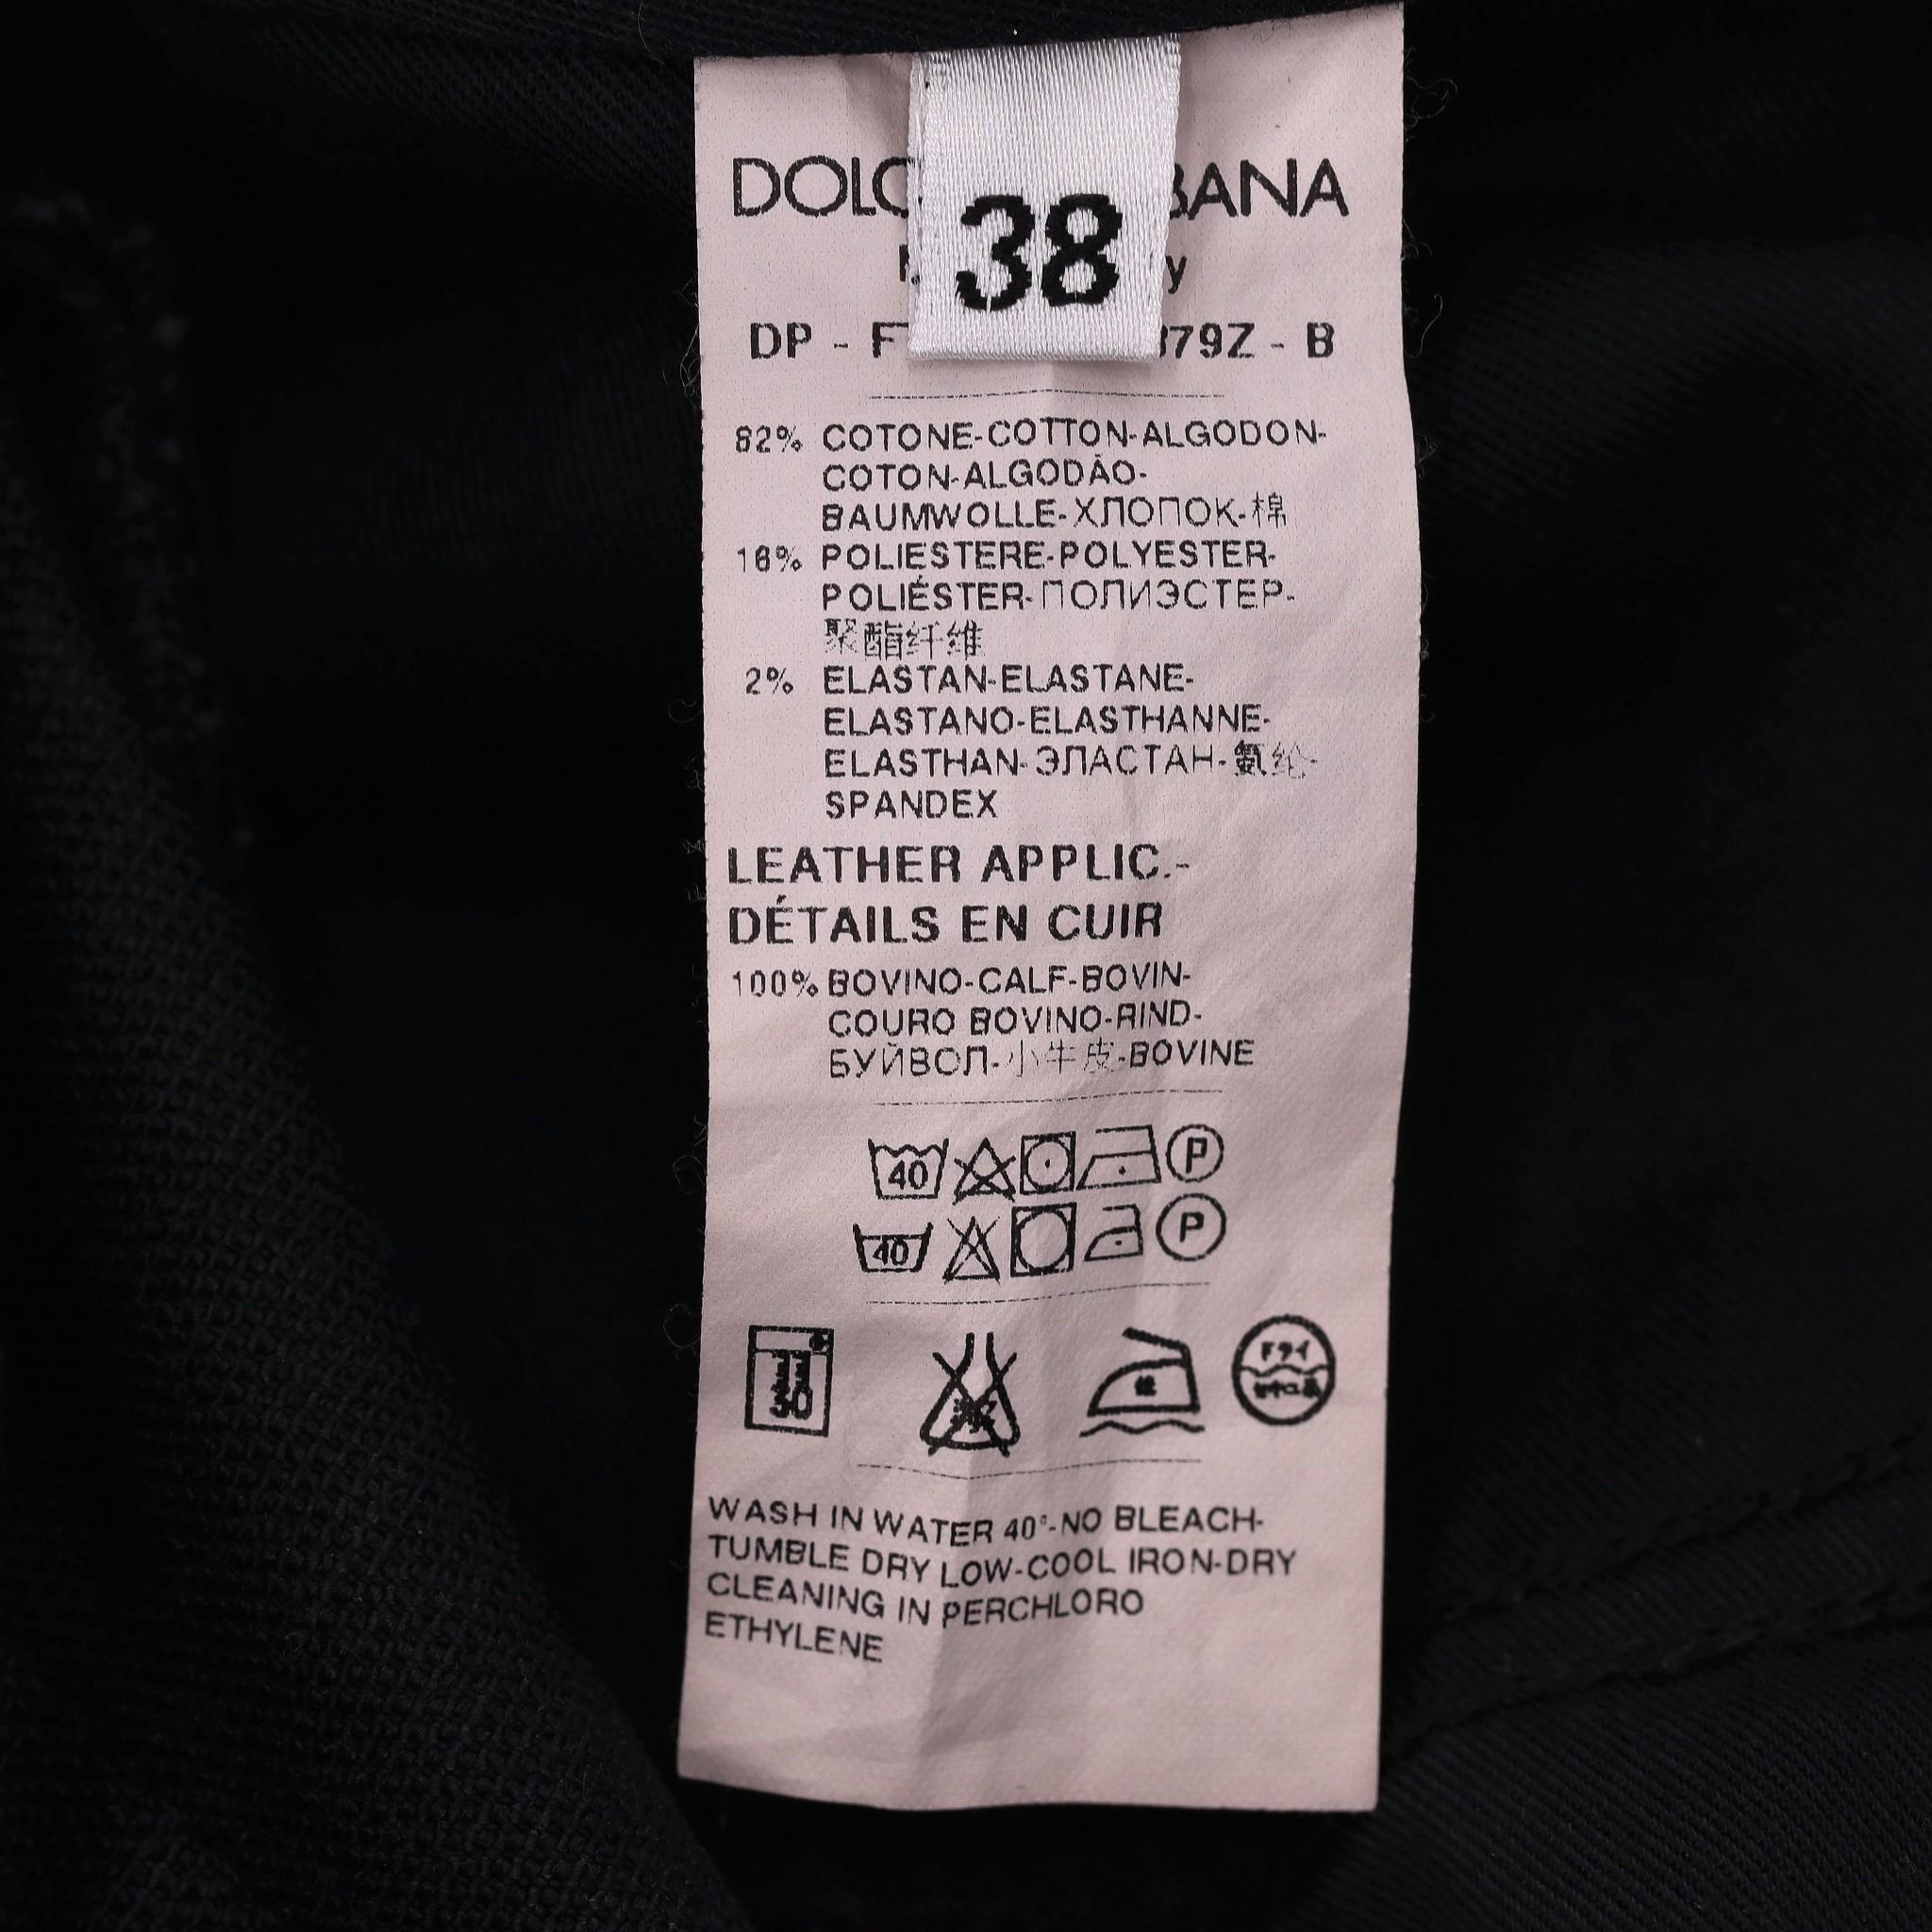 38
DP - F 79Z - B
82% COTONE-COTTON-ALGODON-
COTON-ALGODÃO-
BAUMWOLLE-ХЛОПОК-棉
16% POLIESTERE-POLYESTER-
POLIÉSTER-ПОЛИЭСТЕР-
聚酯纤维
2% ELASTAN-ELASTANE-
ELASTANO-ELASTHANNE-
ELASTHAN-ЭЛАСТАН-氨纶-
SPANDEX
LEATHER APPLIC.-
DÉTAILS EN CUIR
100% BOVINO-CALF-BOVIN-
COURO BOVINO-RIND-
БУЙВОЛ-小牛皮-BOVINE
40 P
40 P
30 ドライ
WASH IN WATER 40°-NO BLEACH-
TUMBLE DRY LOW-COOL IRON-DRY
CLEANING IN PERCHLORO
ETHYLENE